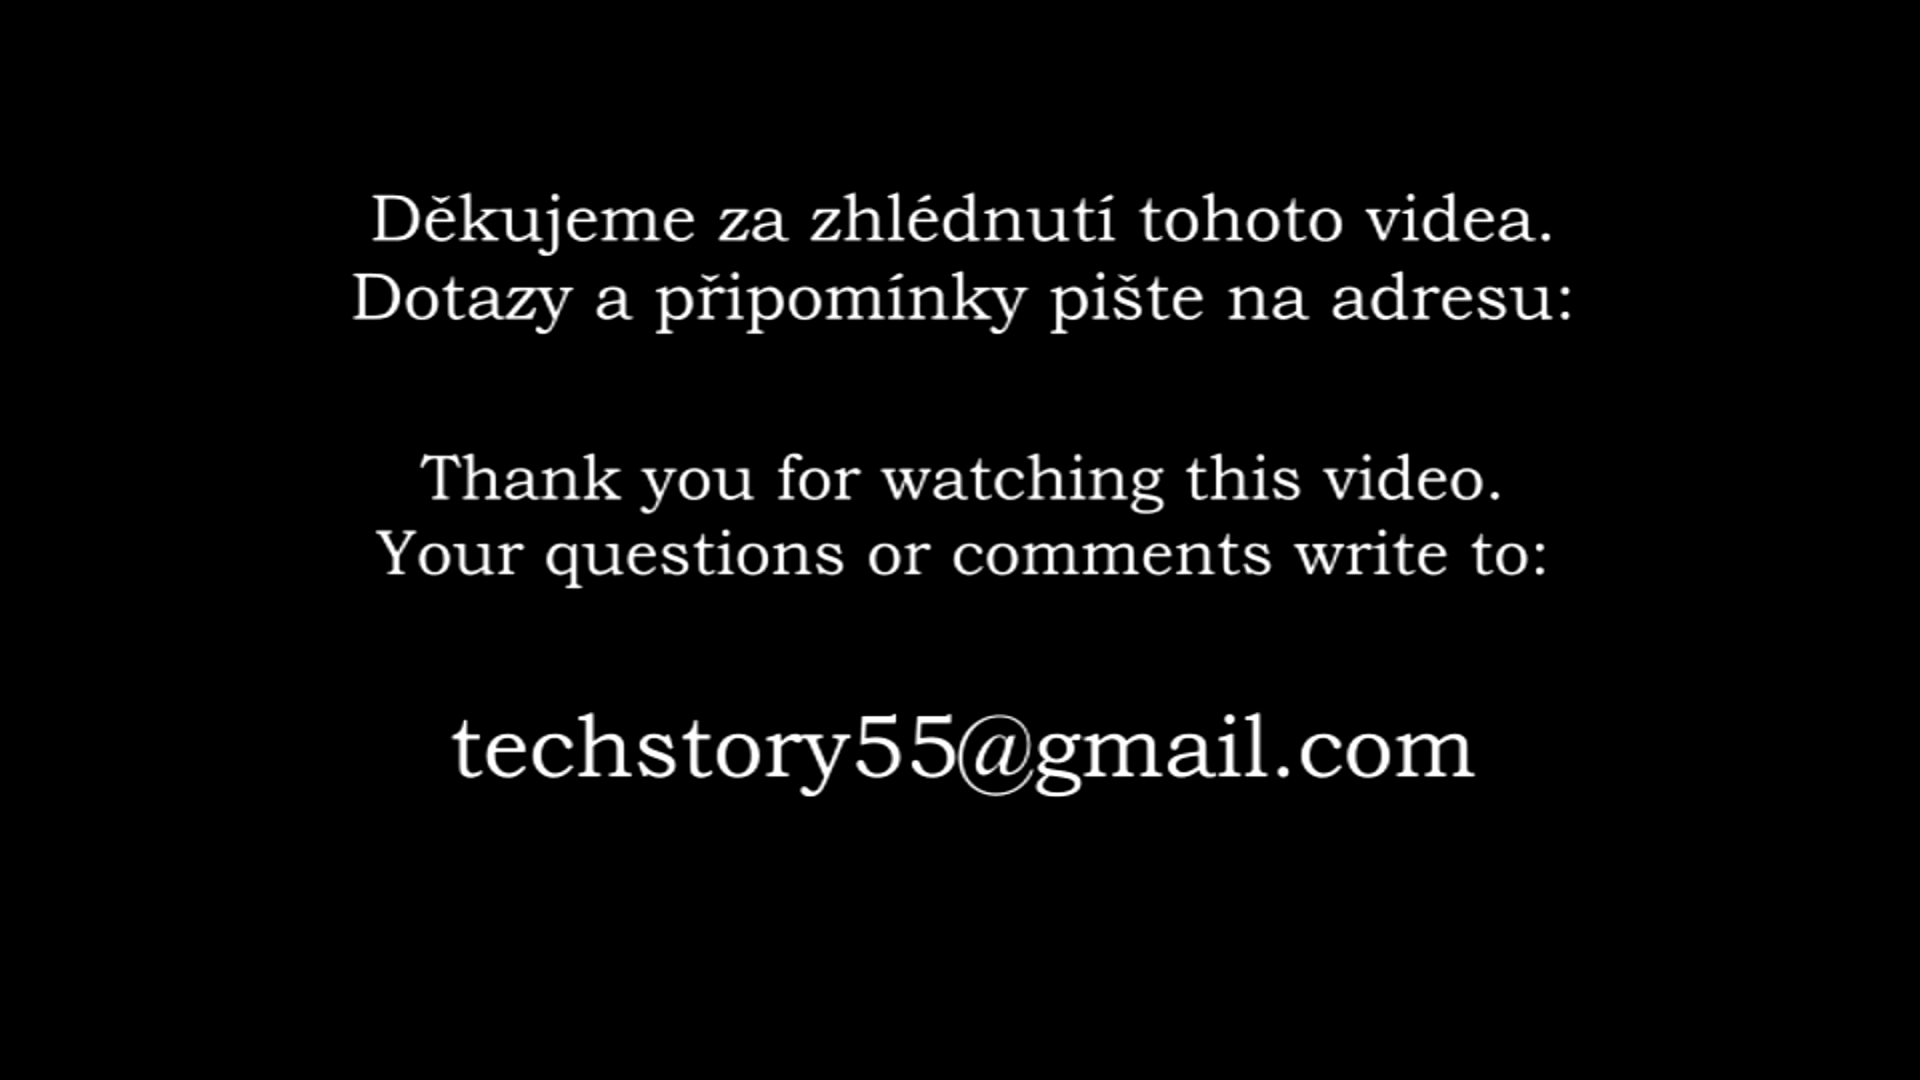 Děkujeme za zhlédnutí tohoto videa.
Dotazy a připomínky pište na adresu:
Thank you for watching this video.
Your questions or comments write to:
techstory55@gmail.com